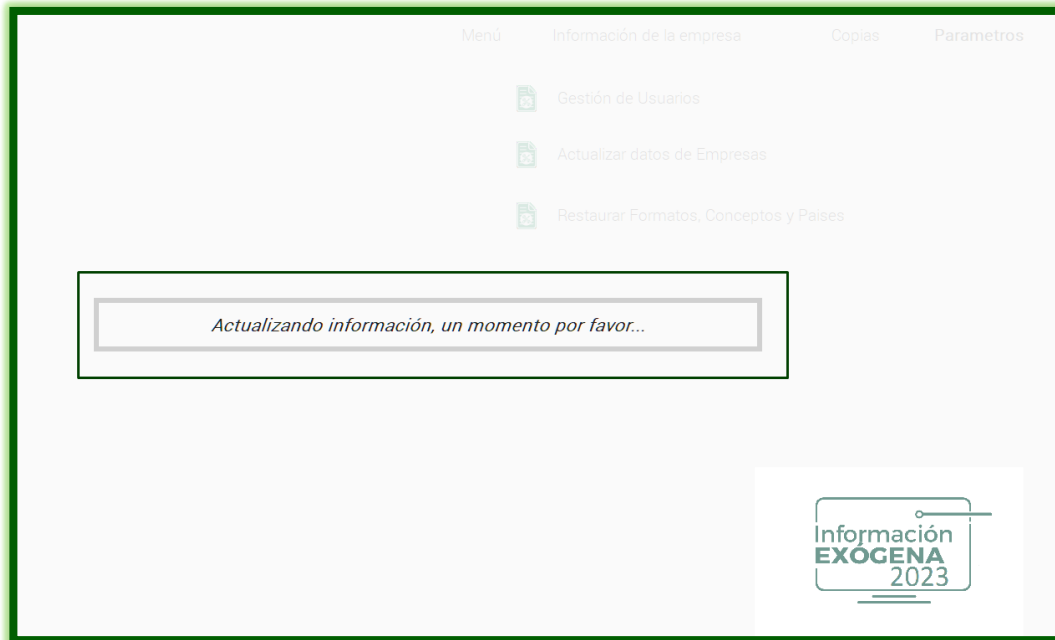 Menú Información de la empresa Copias Parametros
Gestión de Usuarios
Actualizar datos de Empresas
Restaurar Formatos, Conceptos y Paises
Actualizando información, un momento por favor...
Información
EXÓGENA
2023